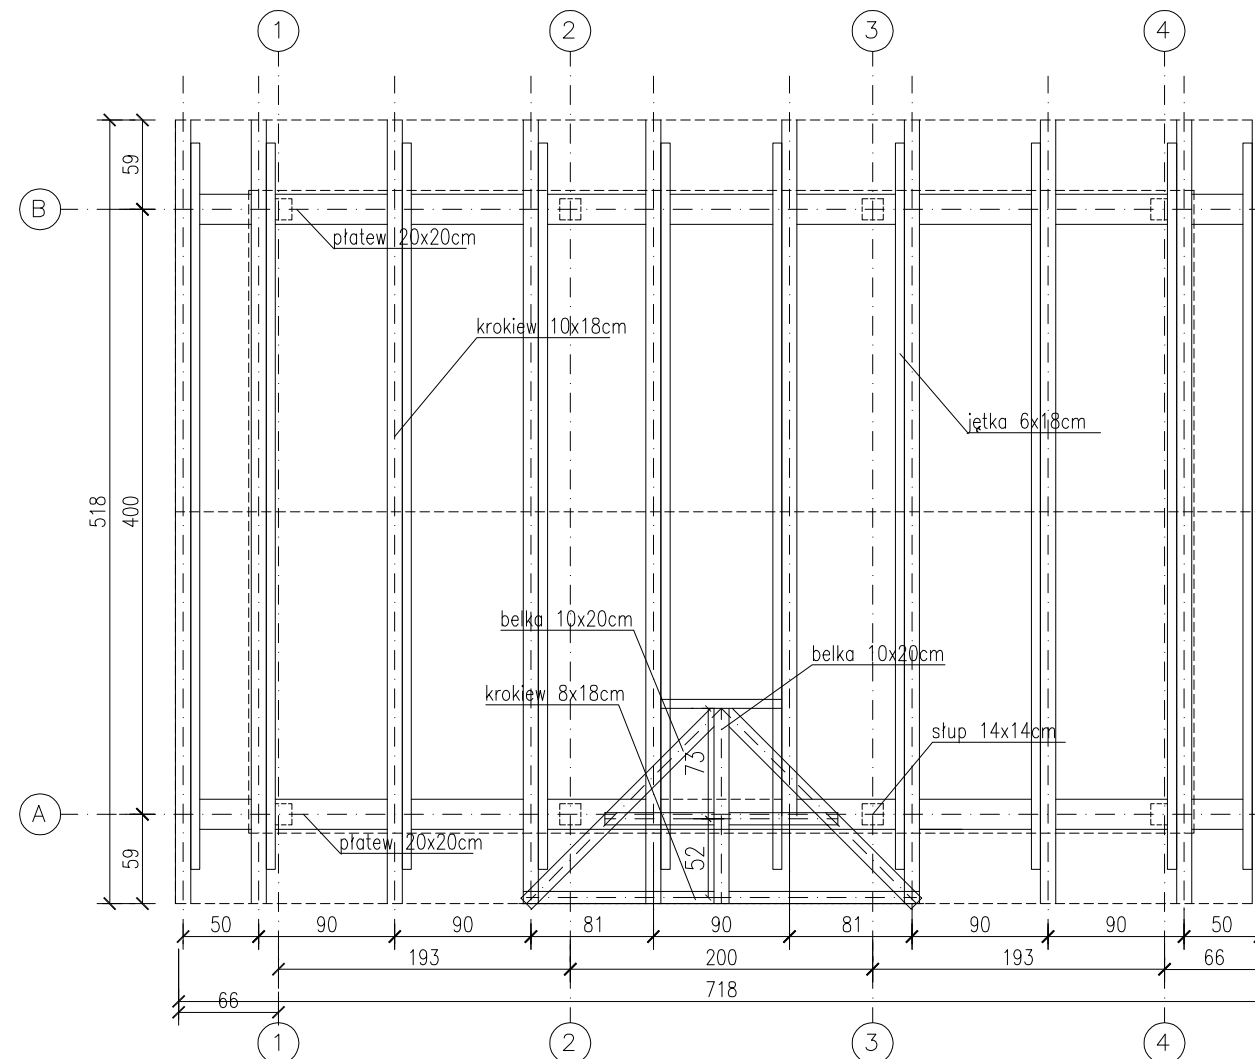 1 2 3 4
59
B
płatew 20x20cm
krokiew 10x18cm
jętka 6x18cm
518 400
belka 10x20cm
belka 10x20cm
krokiew 8x18cm
słup 14x14cm
75
A
płatew 20x20cm
59 52
50 90 90 81 90 81 90 90 50
193 200 193 66
718
66
1 2 3 4